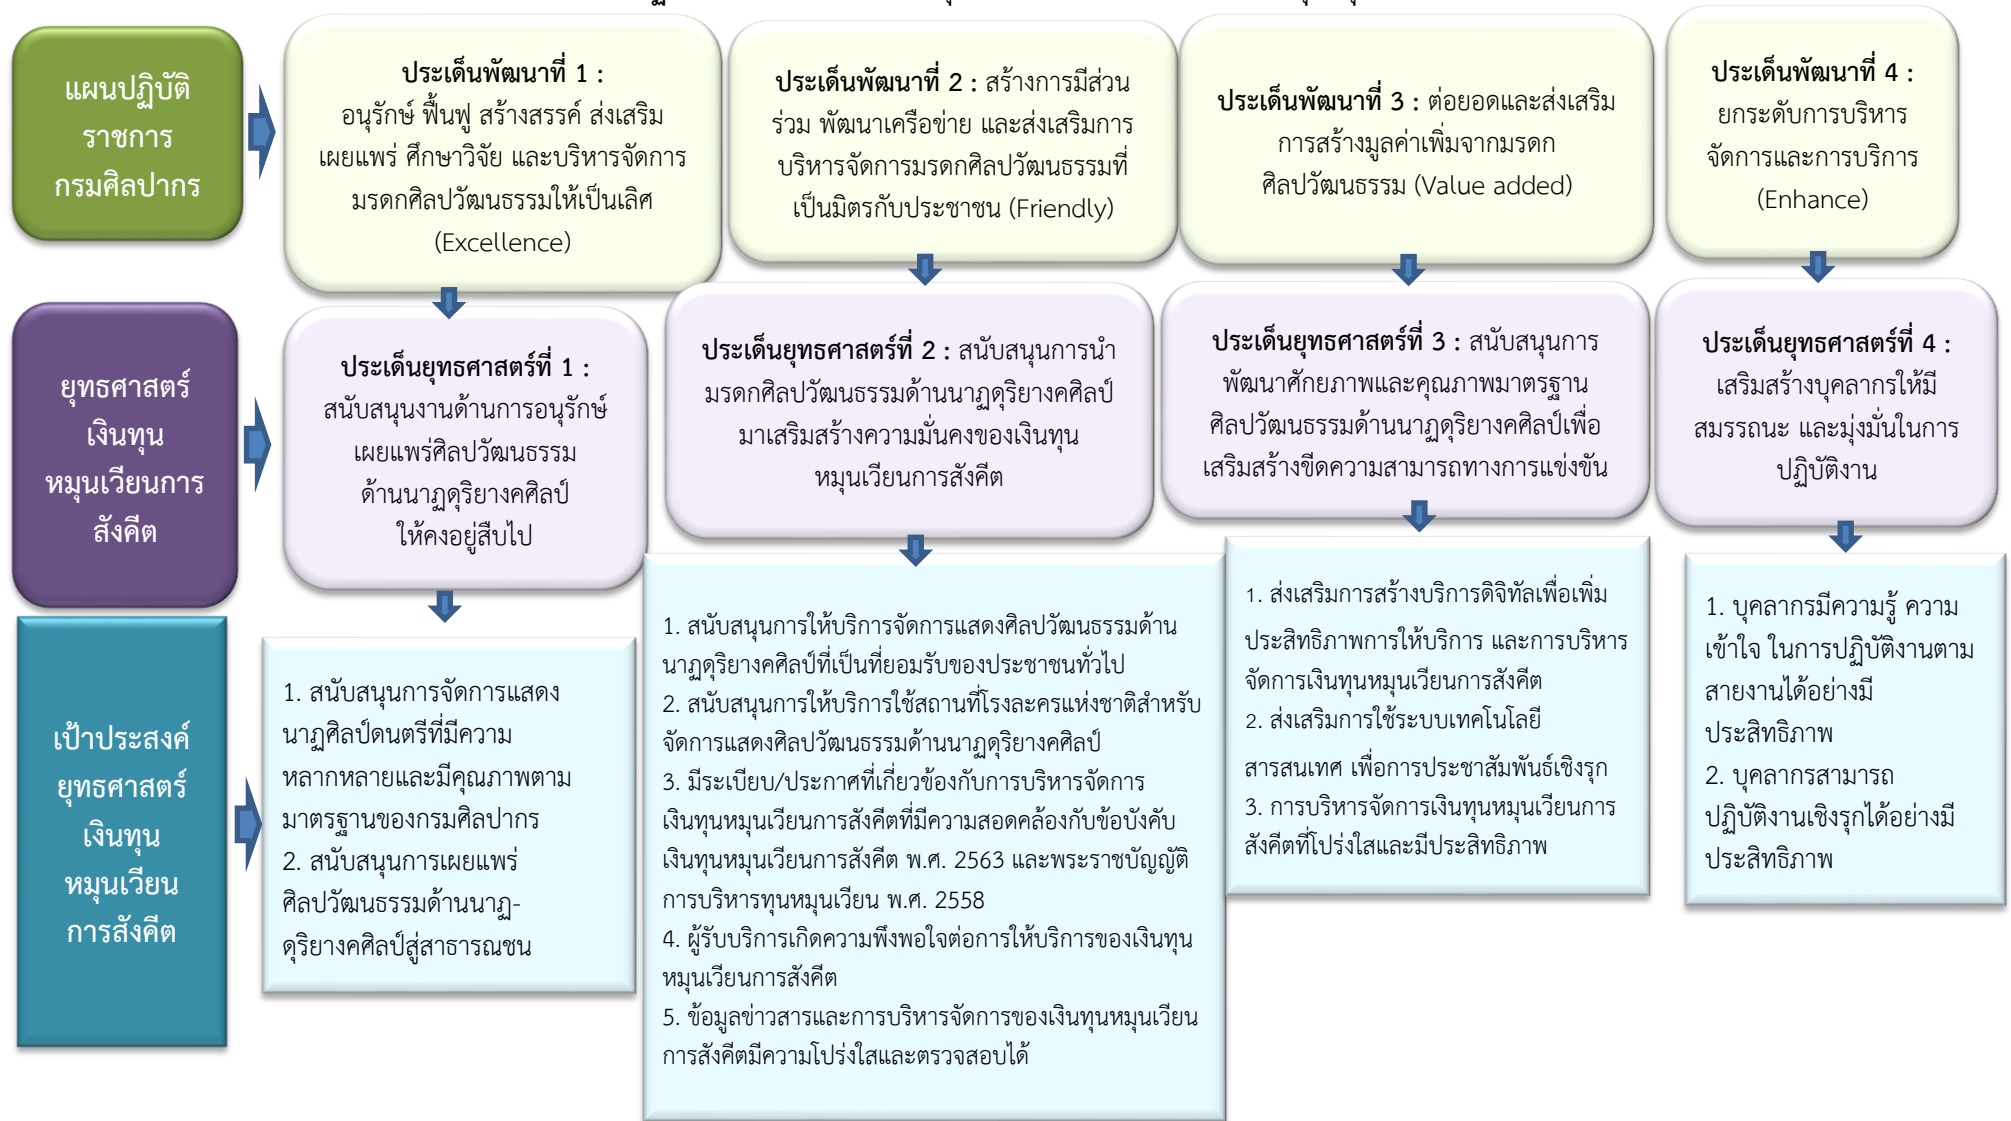 แผนปฏิบัติ
ราชการ
กรมศิลปากร
ประเด็นพัฒนาที่ 1 :
อนุรักษ์ ฟื้นฟู สร้างสรรค์ ส่งเสริม
เผยแพร่ ศึกษาวิจัย และบริหารจัดการ
มรดกศิลปวัฒนธรรมให้เป็นเลิศ
(Excellence)
ประเด็นพัฒนาที่ 2 : สร้างการมีส่วน
ร่วม พัฒนาเครือข่าย และส่งเสริมการ
บริหารจัดการมรดกศิลปวัฒนธรรมที่
เป็นมิตรกับประชาชน (Friendly)
ประเด็นพัฒนาที่ 3 : ต่อยอดและส่งเสริม
การสร้างมูลค่าเพิ่มจากมรดก
ศิลปวัฒนธรรม (Value added)
ประเด็นพัฒนาที่ 4 :
ยกระดับการบริหาร
จัดการและการบริการ
(Enhance)
ยุทธศาสตร์
เงินทุน
หมุนเวียนการ
สังคีต
ประเด็นยุทธศาสตร์ที่ 1 :
สนับสนุนงานด้านการอนุรักษ์
เผยแพร่ศิลปวัฒนธรรม
ด้านนาฏดุริยางคศิลป์
ให้คงอยู่สืบไป
ประเด็นยุทธศาสตร์ที่ 2 : สนับสนุนการนำ
มรดกศิลปวัฒนธรรมด้านนาฏดุริยางคศิลป์
มาเสริมสร้างความมั่นคงของเงินทุน
หมุนเวียนการสังคีต
ประเด็นยุทธศาสตร์ที่ 3 : สนับสนุนการ
พัฒนาศักยภาพและคุณภาพมาตรฐาน
ศิลปวัฒนธรรมด้านนาฏดุริยางคศิลป์เพื่อ
เสริมสร้างขีดความสามารถทางการแข่งขัน
ประเด็นยุทธศาสตร์ที่ 4 :
เสริมสร้างบุคลากรให้มี
สมรรถนะ และมุ่งมั่นในการ
ปฏิบัติงาน
เป้าประสงค์
ยุทธศาสตร์
เงินทุน
หมุนเวียน
การสังคีต
1. สนับสนุนการจัดการแสดง
นาฏศิลป์ดนตรีที่มีความ
หลากหลายและมีคุณภาพตาม
มาตรฐานของกรมศิลปากร
2. สนับสนุนการเผยแพร่
ศิลปวัฒนธรรมด้านนาฏ-
ดุริยางคศิลป์สู่สาธารณชน
1. สนับสนุนการให้บริการจัดการแสดงศิลปวัฒนธรรมด้าน
นาฏดุริยางคศิลป์ที่เป็นที่ยอมรับของประชาชนทั่วไป
2. สนับสนุนการให้บริการใช้สถานที่โรงละครแห่งชาติสำหรับ
จัดการแสดงศิลปวัฒนธรรมด้านนาฏดุริยางคศิลป์
3. มีระเบียบ/ประกาศที่เกี่ยวข้องกับการบริหารจัดการ
เงินทุนหมุนเวียนการสังคีตที่มีความสอดคล้องกับข้อบังคับ
เงินทุนหมุนเวียนการสังคีต พ.ศ. 2563 และพระราชบัญญัติ
การบริหารทุนหมุนเวียน พ.ศ. 2558
4. ผู้รับบริการเกิดความพึงพอใจต่อการให้บริการของเงินทุน
หมุนเวียนการสังคีต
5. ข้อมูลข่าวสารและการบริหารจัดการของเงินทุนหมุนเวียน
การสังคีตมีความโปร่งใสและตรวจสอบได้
1. ส่งเสริมการสร้างบริการดิจิทัลเพื่อเพิ่ม
ประสิทธิภาพการให้บริการ และการบริหาร
จัดการเงินทุนหมุนเวียนการสังคีต
2. ส่งเสริมการใช้ระบบเทคโนโลยี
สารสนเทศ เพื่อการประชาสัมพันธ์เชิงรุก
3. การบริหารจัดการเงินทุนหมุนเวียนการ
สังคีตที่โปร่งใสและมีประสิทธิภาพ
1. บุคลากรมีความรู้ ความ
เข้าใจ ในการปฏิบัติงานตาม
สายงานได้อย่างมี
ประสิทธิภาพ
2. บุคลากรสามารถ
ปฏิบัติงานเชิงรุกได้อย่างมี
ประสิทธิภาพ